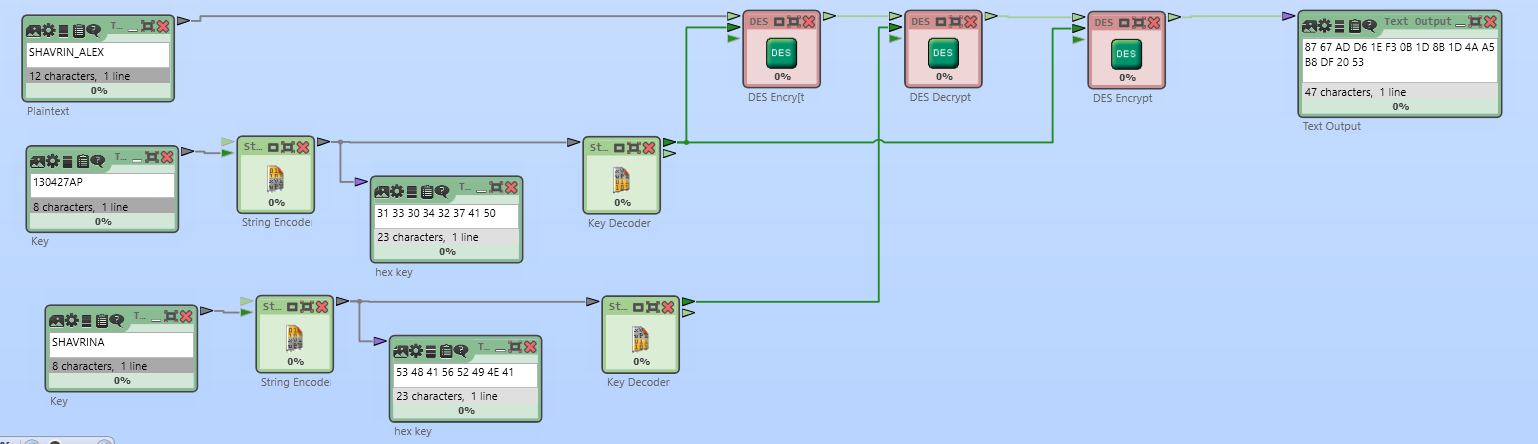 T...
SHAVRIN_ALEX
12 characters, 1 line
0%
Plaintext
DES
DES
0%
DES Encry[t
DES
DES
0%
DES Decrypt
DES
DES
0%
DES Encrypt
Text Output
87 67 AD D6 1E F3 0B 1D 8B 1D 4A A5
B8 DF 20 53
47 characters, 1 line
0%
Text Output
T...
130427AP
8 characters, 1 line
0%
Key
St...
0%
String Encoder
T...
31 33 30 34 32 37 41 50
23 characters, 1 line
0%
hex key
St...
0%
Key Decoder
T...
SHAVRINA
8 characters, 1 line
0%
Key
St...
0%
String Encoder
T...
53 48 41 56 52 49 4E 41
23 characters, 1 line
0%
hex key
St...
0%
Key Decoder